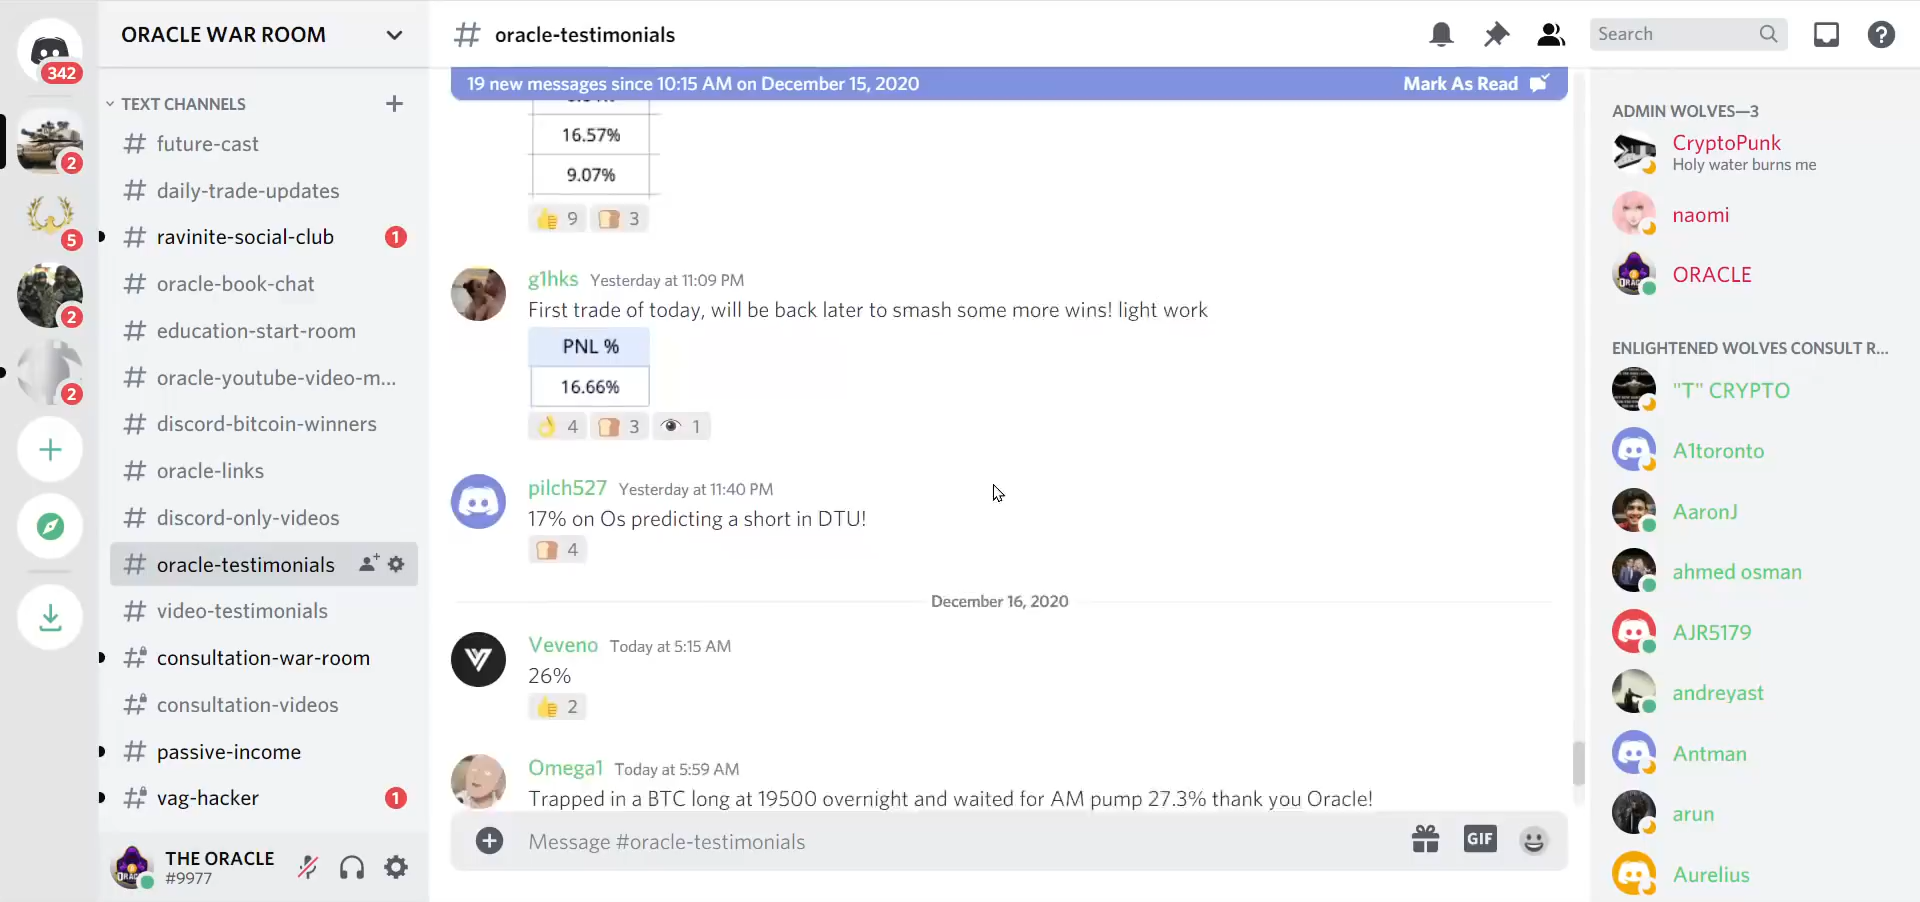 342
2
5
2
2
ORACLE WAR ROOM
TEXT CHANNELS
future-cast
daily-trade-updates
ravinite-social-club 1
oracle-book-chat
education-start-room
oracle-youtube-video-m...
discord-bitcoin-winners
oracle-links
discord-only-videos
oracle-testimonials
video-testimonials
consultation-war-room
consultation-videos
passive-income
vag-hacker 1
THE ORACLE
#9977
# oracle-testimonials
Search
19 new messages since 10:15 AM on December 15, 2020 Mark As Read
16.57%
9.07%
9 3
g1hks Yesterday at 11:09 PM
First trade of today, will be back later to smash some more wins! light work
PNL %
16.66%
4 3 1
pilch527 Yesterday at 11:40 PM
17% on Os predicting a short in DTU!
4
December 16, 2020
Veveno Today at 5:15 AM
26%
2
Omega1 Today at 5:59 AM
Trapped in a BTC long at 19500 overnight and waited for AM pump 27.3% thank you Oracle!
Message #oracle-testimonials
GIF
ADMIN WOLVES—3
CryptoPunk
Holy water burns me
naomi
ORACLE
ENLIGHTENED WOLVES CONSULT R...
"T" CRYPTO
A1toronto
AaronJ
ahmed osman
AJR5179
andreyast
Antman
arun
Aurelius